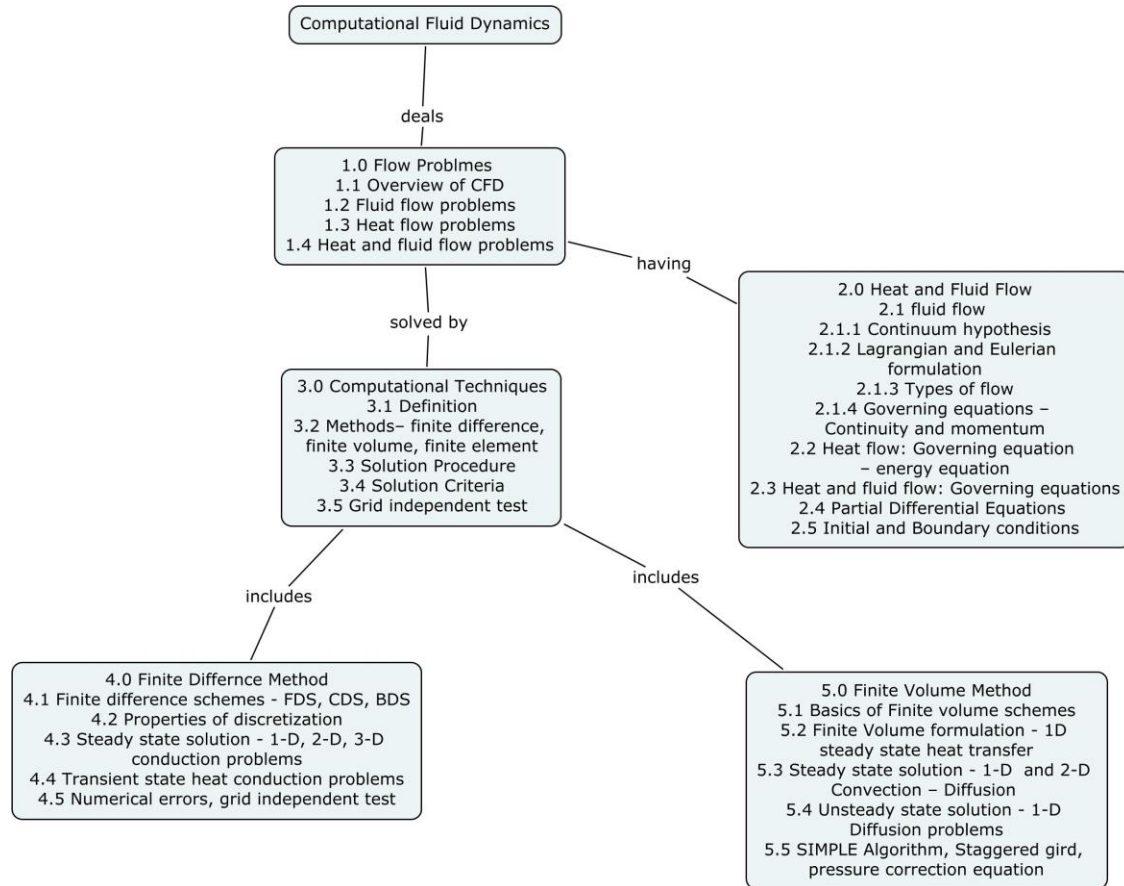 Computational Fluid Dynamics
deals
1.0 Flow Problmes
1.1 Overview of CFD
1.2 Fluid flow problems
1.3 Heat flow problems
1.4 Heat and fluid flow problems
having
2.0 Heat and Fluid Flow
2.1 fluid flow
2.1.1 Continuum hypothesis
2.1.2 Lagrangian and Eulerian
formulation
2.1.3 Types of flow
2.1.4 Governing equations –
Continuity and momentum
2.2 Heat flow: Governing equation
– energy equation
2.3 Heat and fluid flow: Governing equations
2.4 Partial Differential Equations
2.5 Initial and Boundary conditions
solved by
3.0 Computational Techniques
3.1 Definition
3.2 Methods– finite difference,
finite volume, finite element
3.3 Solution Procedure
3.4 Solution Criteria
3.5 Grid independent test
includes
4.0 Finite Differnce Method
4.1 Finite difference schemes - FDS, CDS, BDS
4.2 Properties of discretization
4.3 Steady state solution - 1-D, 2-D, 3-D
conduction problems
4.4 Transient state heat conduction problems
4.5 Numerical errors, grid independent test
includes
5.0 Finite Volume Method
5.1 Basics of Finite volume schemes
5.2 Finite Volume formulation - 1D
steady state heat transfer
5.3 Steady state solution - 1-D and 2-D
Convection – Diffusion
5.4 Unsteady state solution - 1-D
Diffusion problems
5.5 SIMPLE Algorithm, Staggered gird,
pressure correction equation